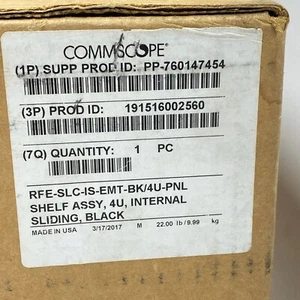 COMMSCOPE®
(1P) SUPP PROD ID: PP-760147454
(3P) PROD ID: 191516002560
(7Q) QUANTITY: 1 PC
RFE-SLC-IS-EMT-BK/4U-PNL
SHELF ASSY, 4U, INTERNAL
SLIDING, BLACK
MADE IN USA 3/17/2017 M 22.00 lb / 9.99 kg